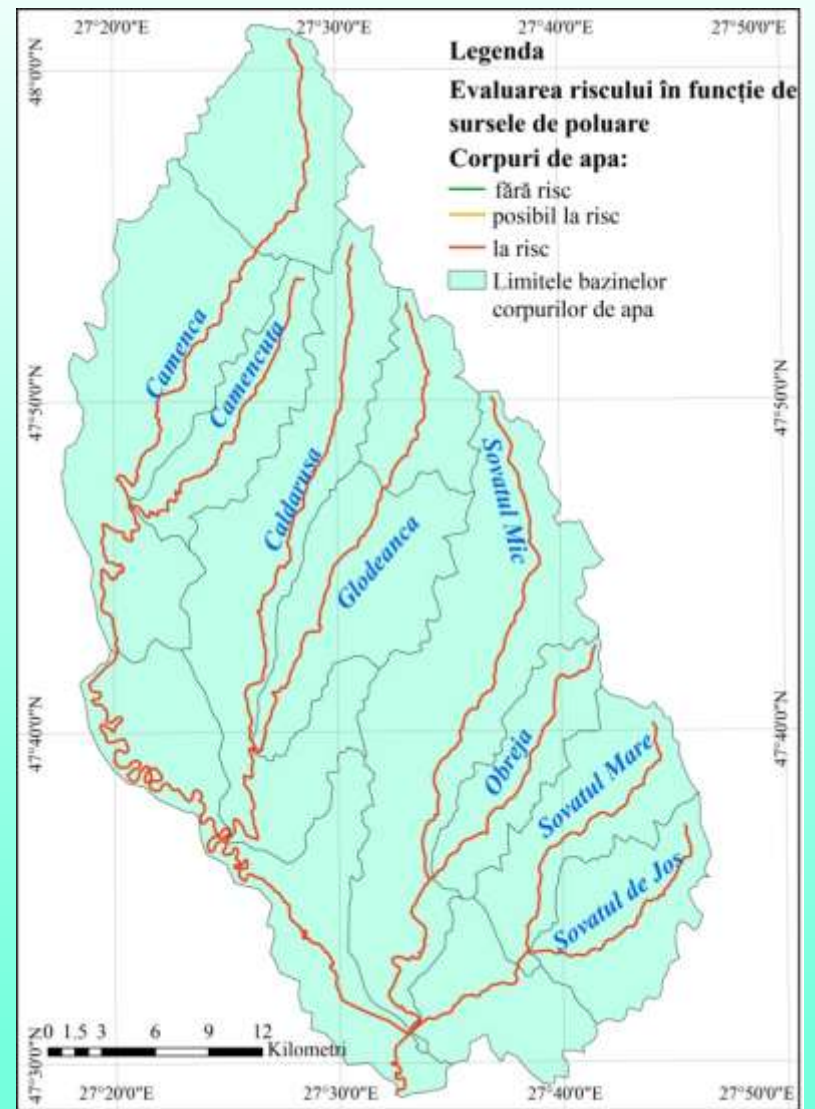 27°20'0"E 27°30'0"E 27°40'0"E 27°50'0"E
48°0'0"N
Legenda
Evaluarea riscului în funcție de
sursele de poluare
Corpuri de apa:
fără risc
posibil la risc
la risc
Limitele bazinelor
corpurilor de apa
Camenca
Camencuta
47°50'0"N 47°50'0"N
Caldarusa
Glodeanca
Sovatul Mic
47°40'0"N 47°40'0"N
Obreja
Sovatul Mare
Sovatul de Jos
0 1.5 3 6 9 12
Kilometri
47°30'0"N
27°20'0"E 27°30'0"E 27°40'0"E 27°50'0"E